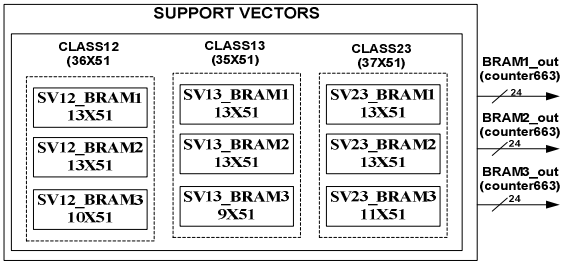 SUPPORT VECTORS
CLASS12
(36X51)
SV12_BRAM1
13X51
SV12_BRAM2
13X51
SV12_BRAM3
10X51
CLASS13
(35X51)
SV13_BRAM1
13X51
SV13_BRAM2
13X51
SV13_BRAM3
9X51
CLASS23
(37X51)
SV23_BRAM1
13X51
SV23_BRAM2
13X51
SV23_BRAM3
11X51
BRAM1_out
(counter663)
24
BRAM2_out
(counter663)
24
BRAM3_out
(counter663)
24